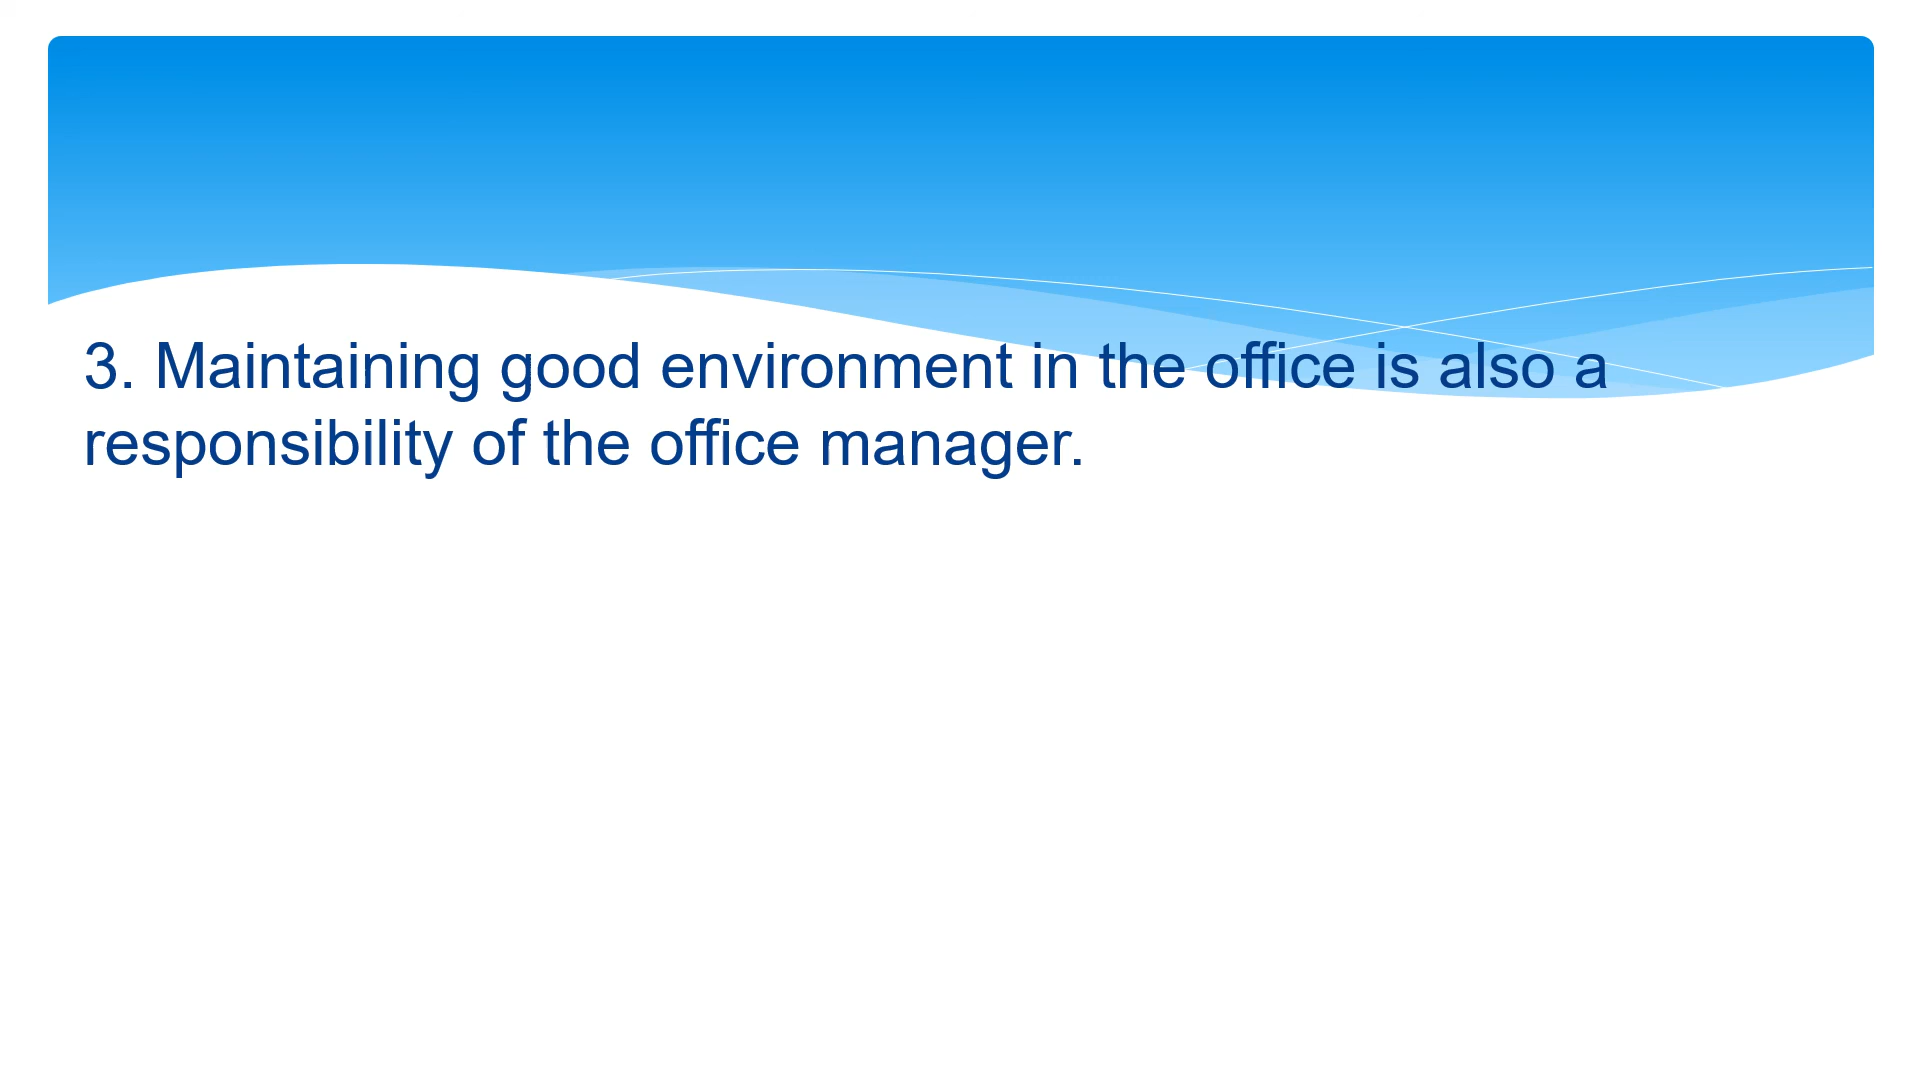 3. Maintaining good environment in the office is also a
responsibility of the office manager.